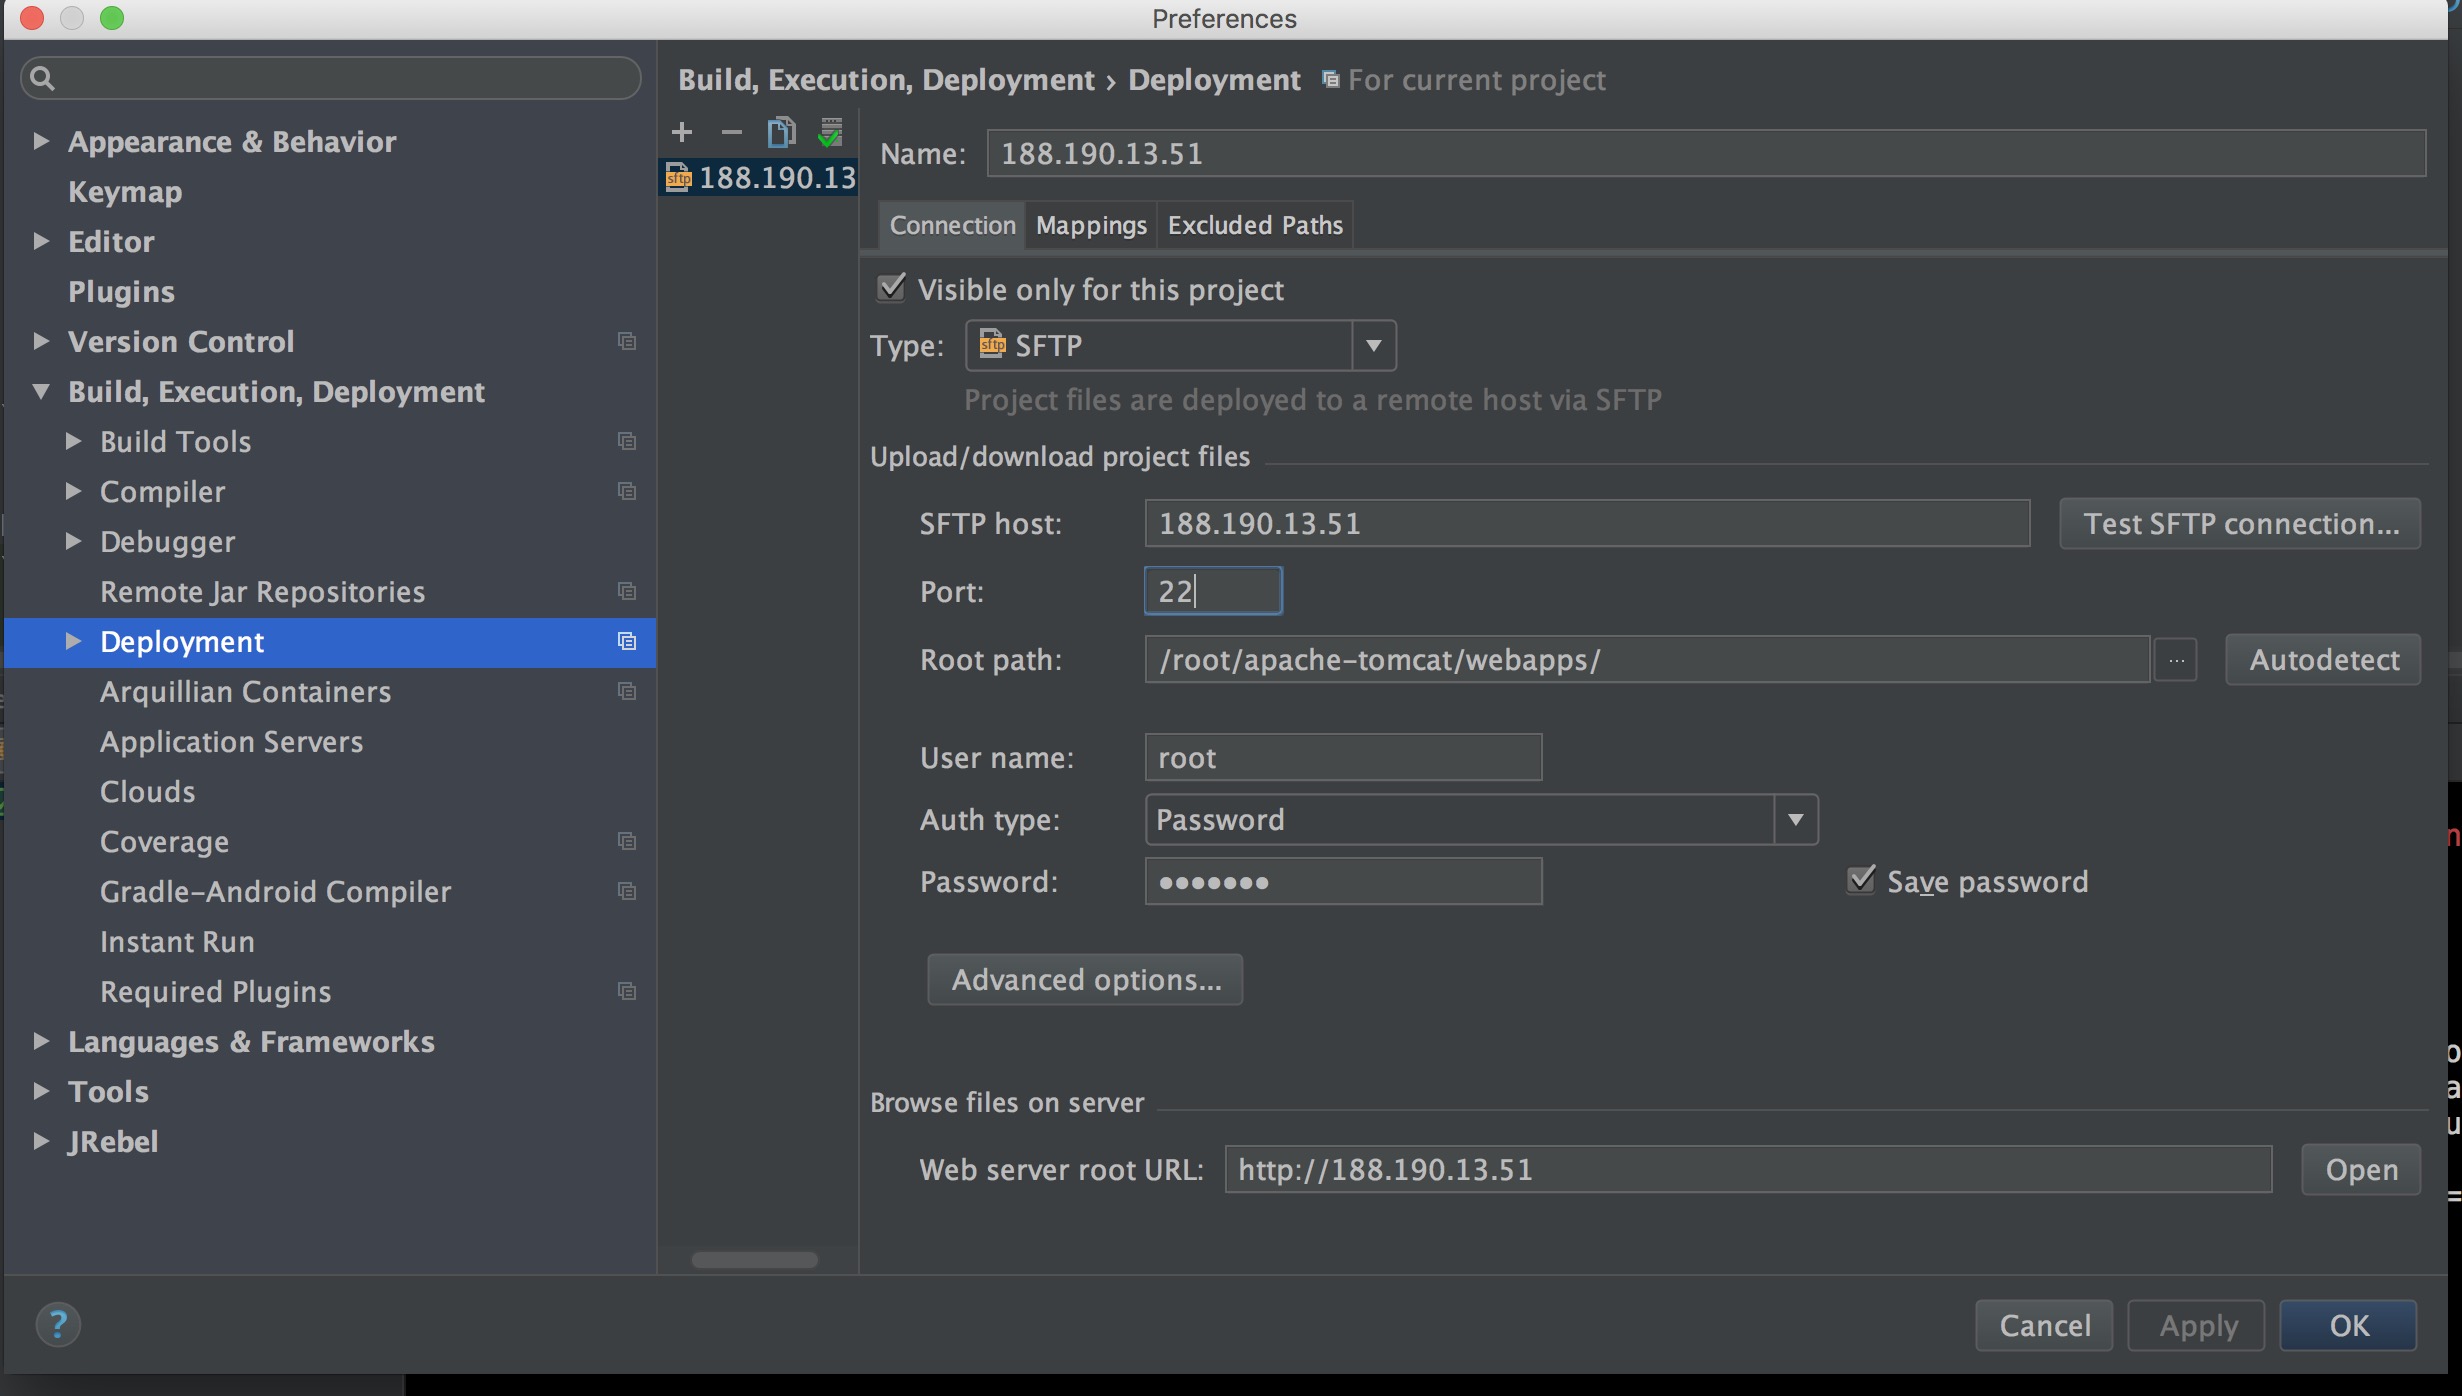 Preferences
Appearance & Behavior
Keymap
Editor
Plugins
Version Control
Build, Execution, Deployment
Build Tools
Compiler
Debugger
Remote Jar Repositories
Deployment
Arquillian Containers
Application Servers
Clouds
Coverage
Gradle-Android Compiler
Instant Run
Required Plugins
Languages & Frameworks
Tools
JRebel
Build, Execution, Deployment › Deployment For current project
sftp 188.190.13
Name: 188.190.13.51
Connection Mappings Excluded Paths
Visible only for this project
Type: sftp SFTP
Project files are deployed to a remote host via SFTP
Upload/download project files
SFTP host: 188.190.13.51 Test SFTP connection...
Port: 22
Root path: /root/apache-tomcat/webapps/ ... Autodetect
User name: root
Auth type: Password
Password: ●●●●●●● Save password
Advanced options...
Browse files on server
Web server root URL: http://188.190.13.51 Open
? Cancel Apply OK